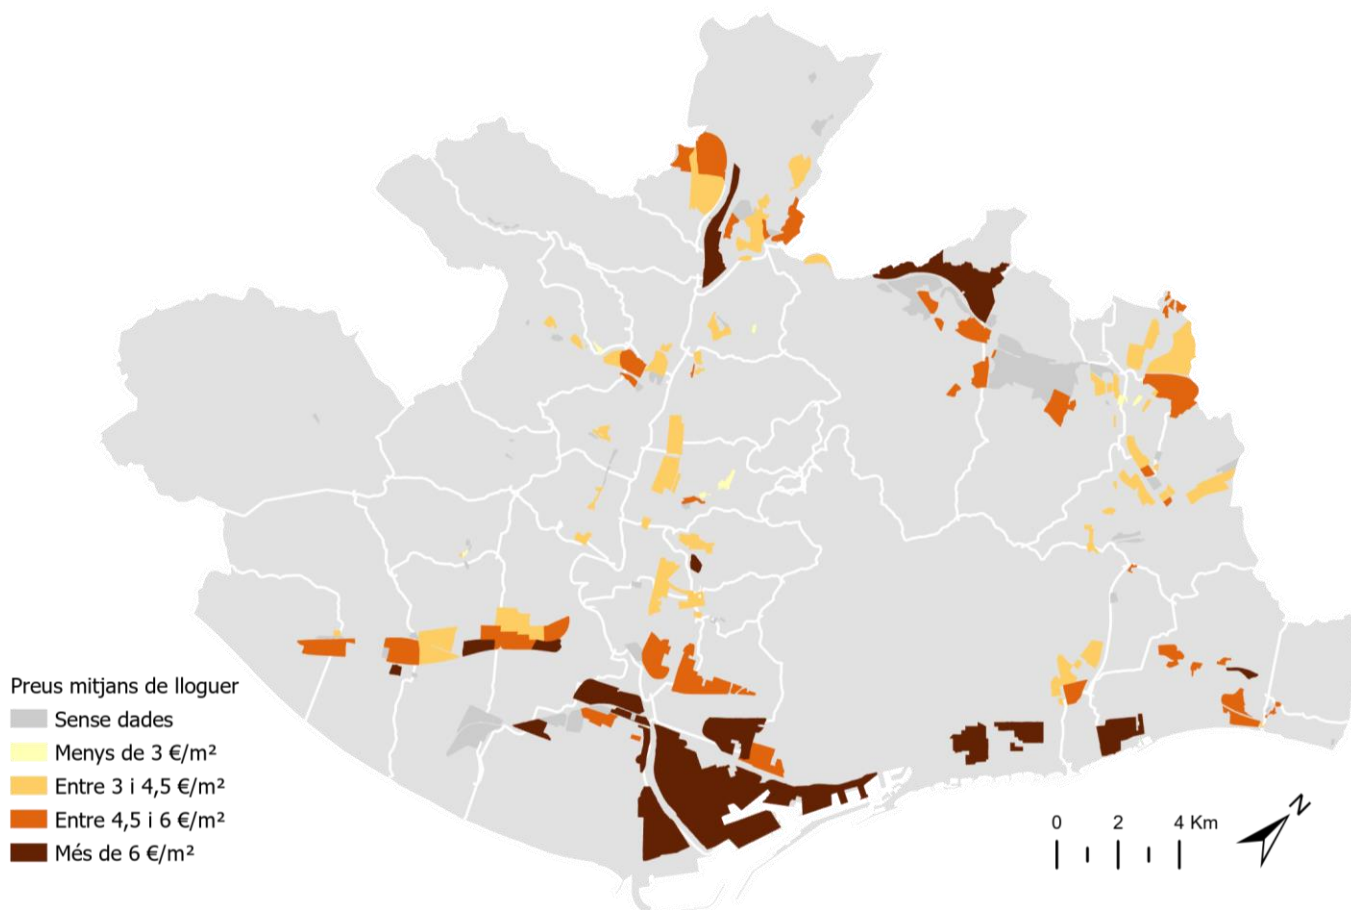 Preus mitjans de lloguer
Sense dades
Menys de 3 €/m²
Entre 3 i 4,5 €/m²
Entre 4,5 i 6 €/m²
Més de 6 €/m²
0 2 4 Km
N